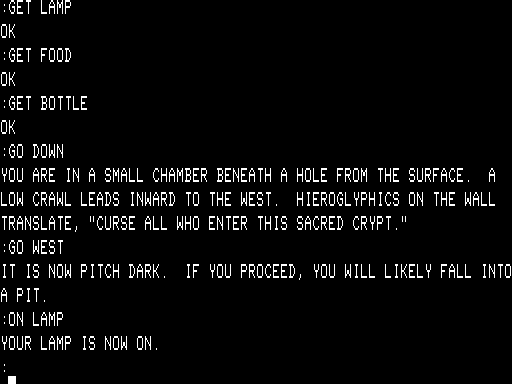 :GET LAMP
OK
:GET FOOD
OK
:GET BOTTLE
OK
:GO DOWN
YOU ARE IN A SMALL CHAMBER BENEATH A HOLE FROM THE SURFACE.  A
LOW CRAWL LEADS INWARD TO THE WEST.  HIEROGLYPHICS ON THE WALL
TRANSLATE, "CURSE ALL WHO ENTER THIS SACRED CRYPT."
:GO WEST
IT IS NOW PITCH DARK.  IF YOU PROCEED, YOU WILL LIKELY FALL INTO
A PIT.
:ON LAMP
YOUR LAMP IS NOW ON.
: